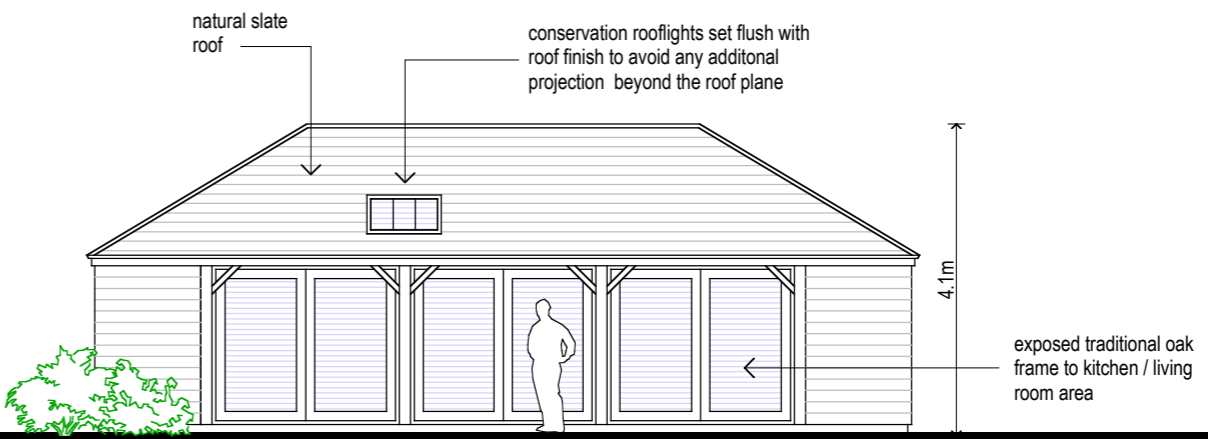 natural slate
roof
conservation rooflights set flush with
roof finish to avoid any additonal
projection beyond the roof plane
4.1m
exposed traditional oak
frame to kitchen / living
room area